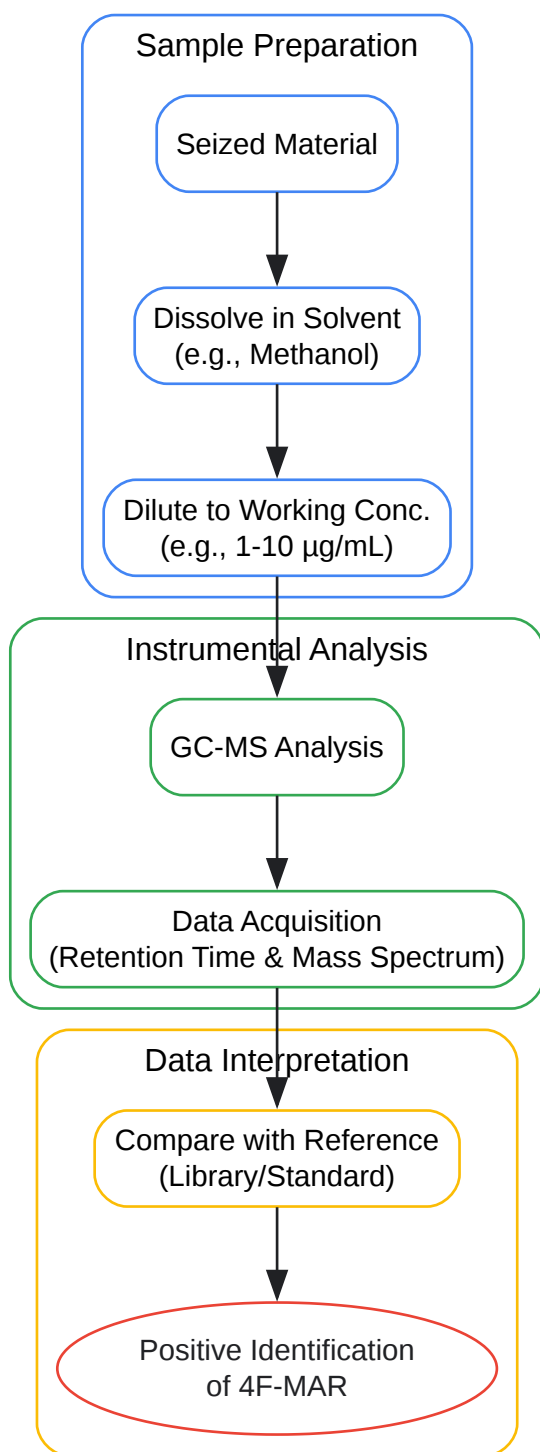 Sample Preparation
Seized Material
Dissolve in Solvent
(e.g., Methanol)
Dilute to Working Conc.
(e.g., 1-10 µg/mL)
Instrumental Analysis
GC-MS Analysis
Data Acquisition
(Retention Time & Mass Spectrum)
Data Interpretation
Compare with Reference
(Library/Standard)
Positive Identification
of 4F-MAR